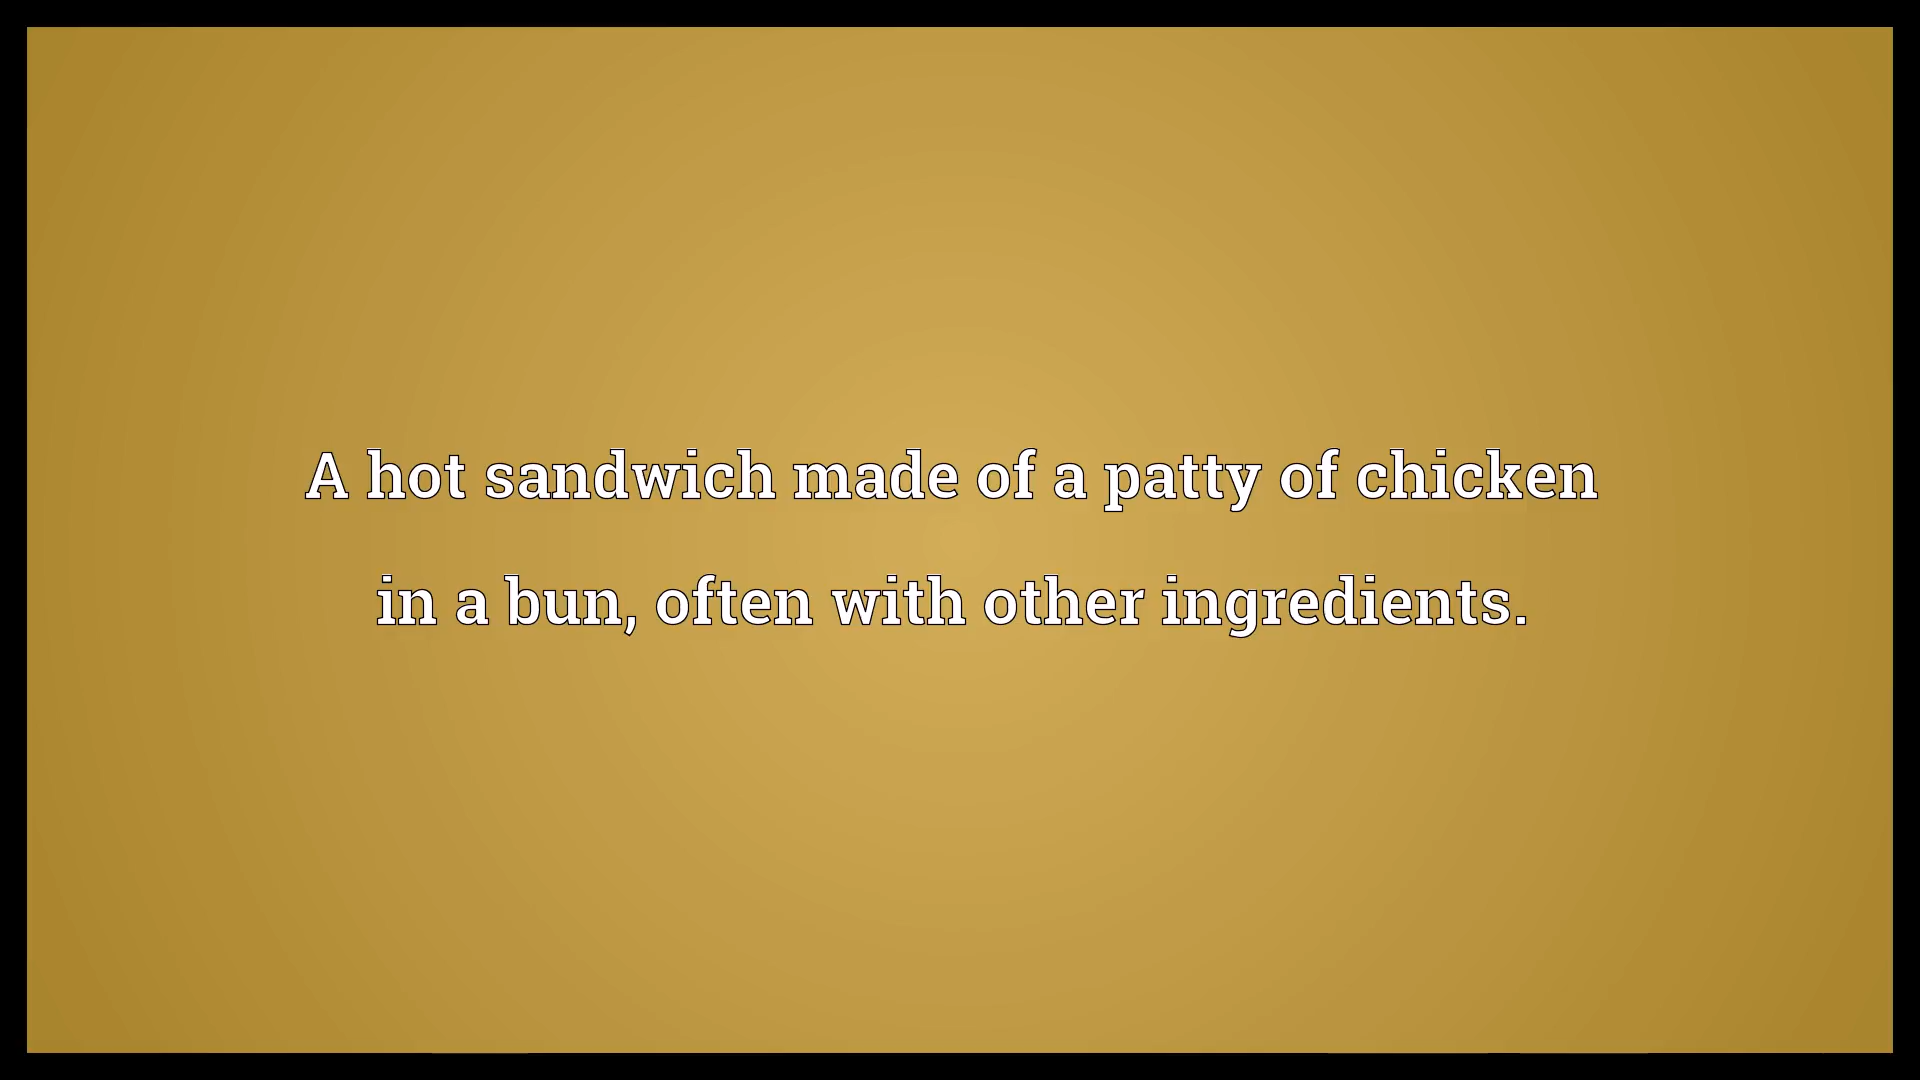 A hot sandwich made of a patty of chicken
in a bun, often with other ingredients.